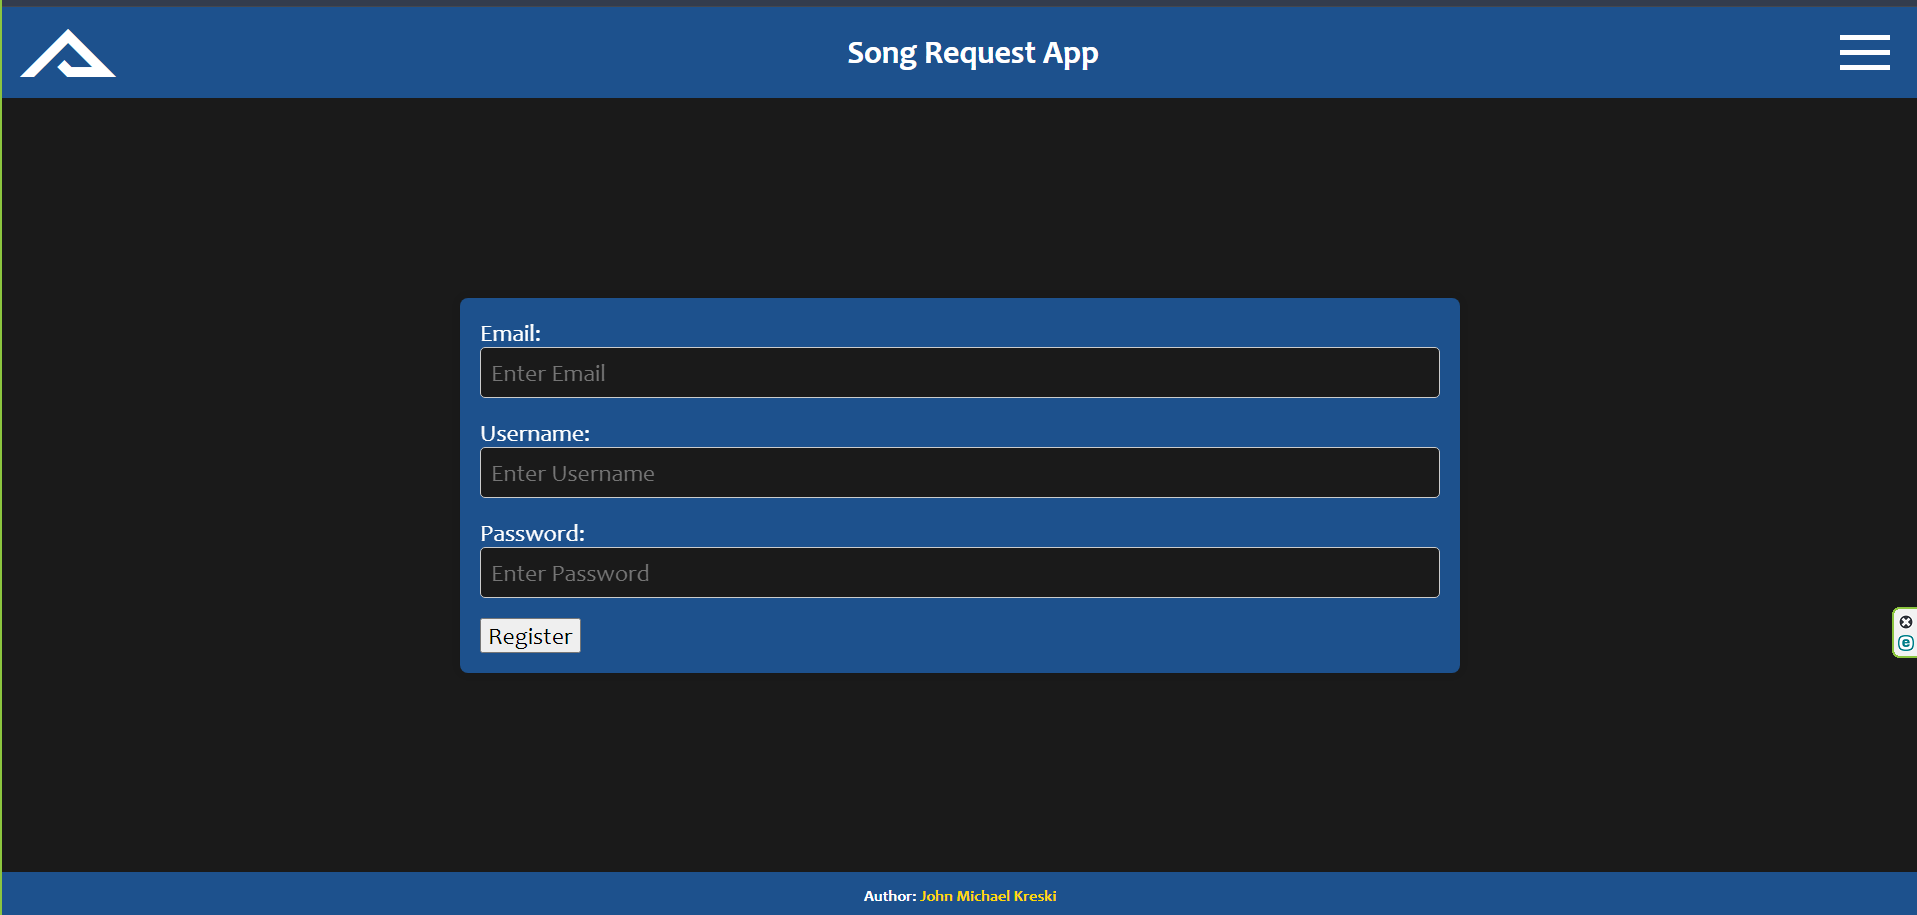 Song Request App
Email:
Enter Email
Username:
Enter Username
Password:
Enter Password
Register
e
Author: John Michael Kreski